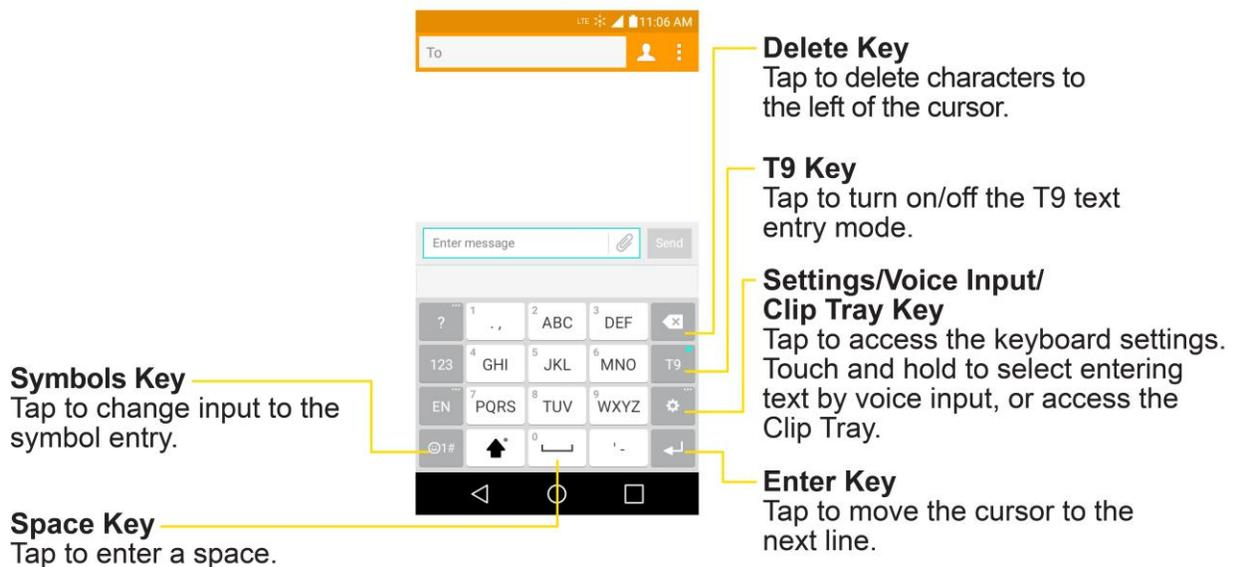 LTE 11:06 AM
To
Enter message
Send
? 1 ., 2 ABC 3 DEF
123 4 GHI 5 JKL 6 MNO T9
EN 7 PQRS 8 TUV 9 WXYZ
☺1# 0 '-
Symbols Key
Tap to change input to the
symbol entry.
Space Key
Tap to enter a space.
Delete Key
Tap to delete characters to
the left of the cursor.
T9 Key
Tap to turn on/off the T9 text
entry mode.
Settings/Voice Input/
Clip Tray Key
Tap to access the keyboard settings.
Touch and hold to select entering
text by voice input, or access the
Clip Tray.
Enter Key
Tap to move the cursor to the
next line.